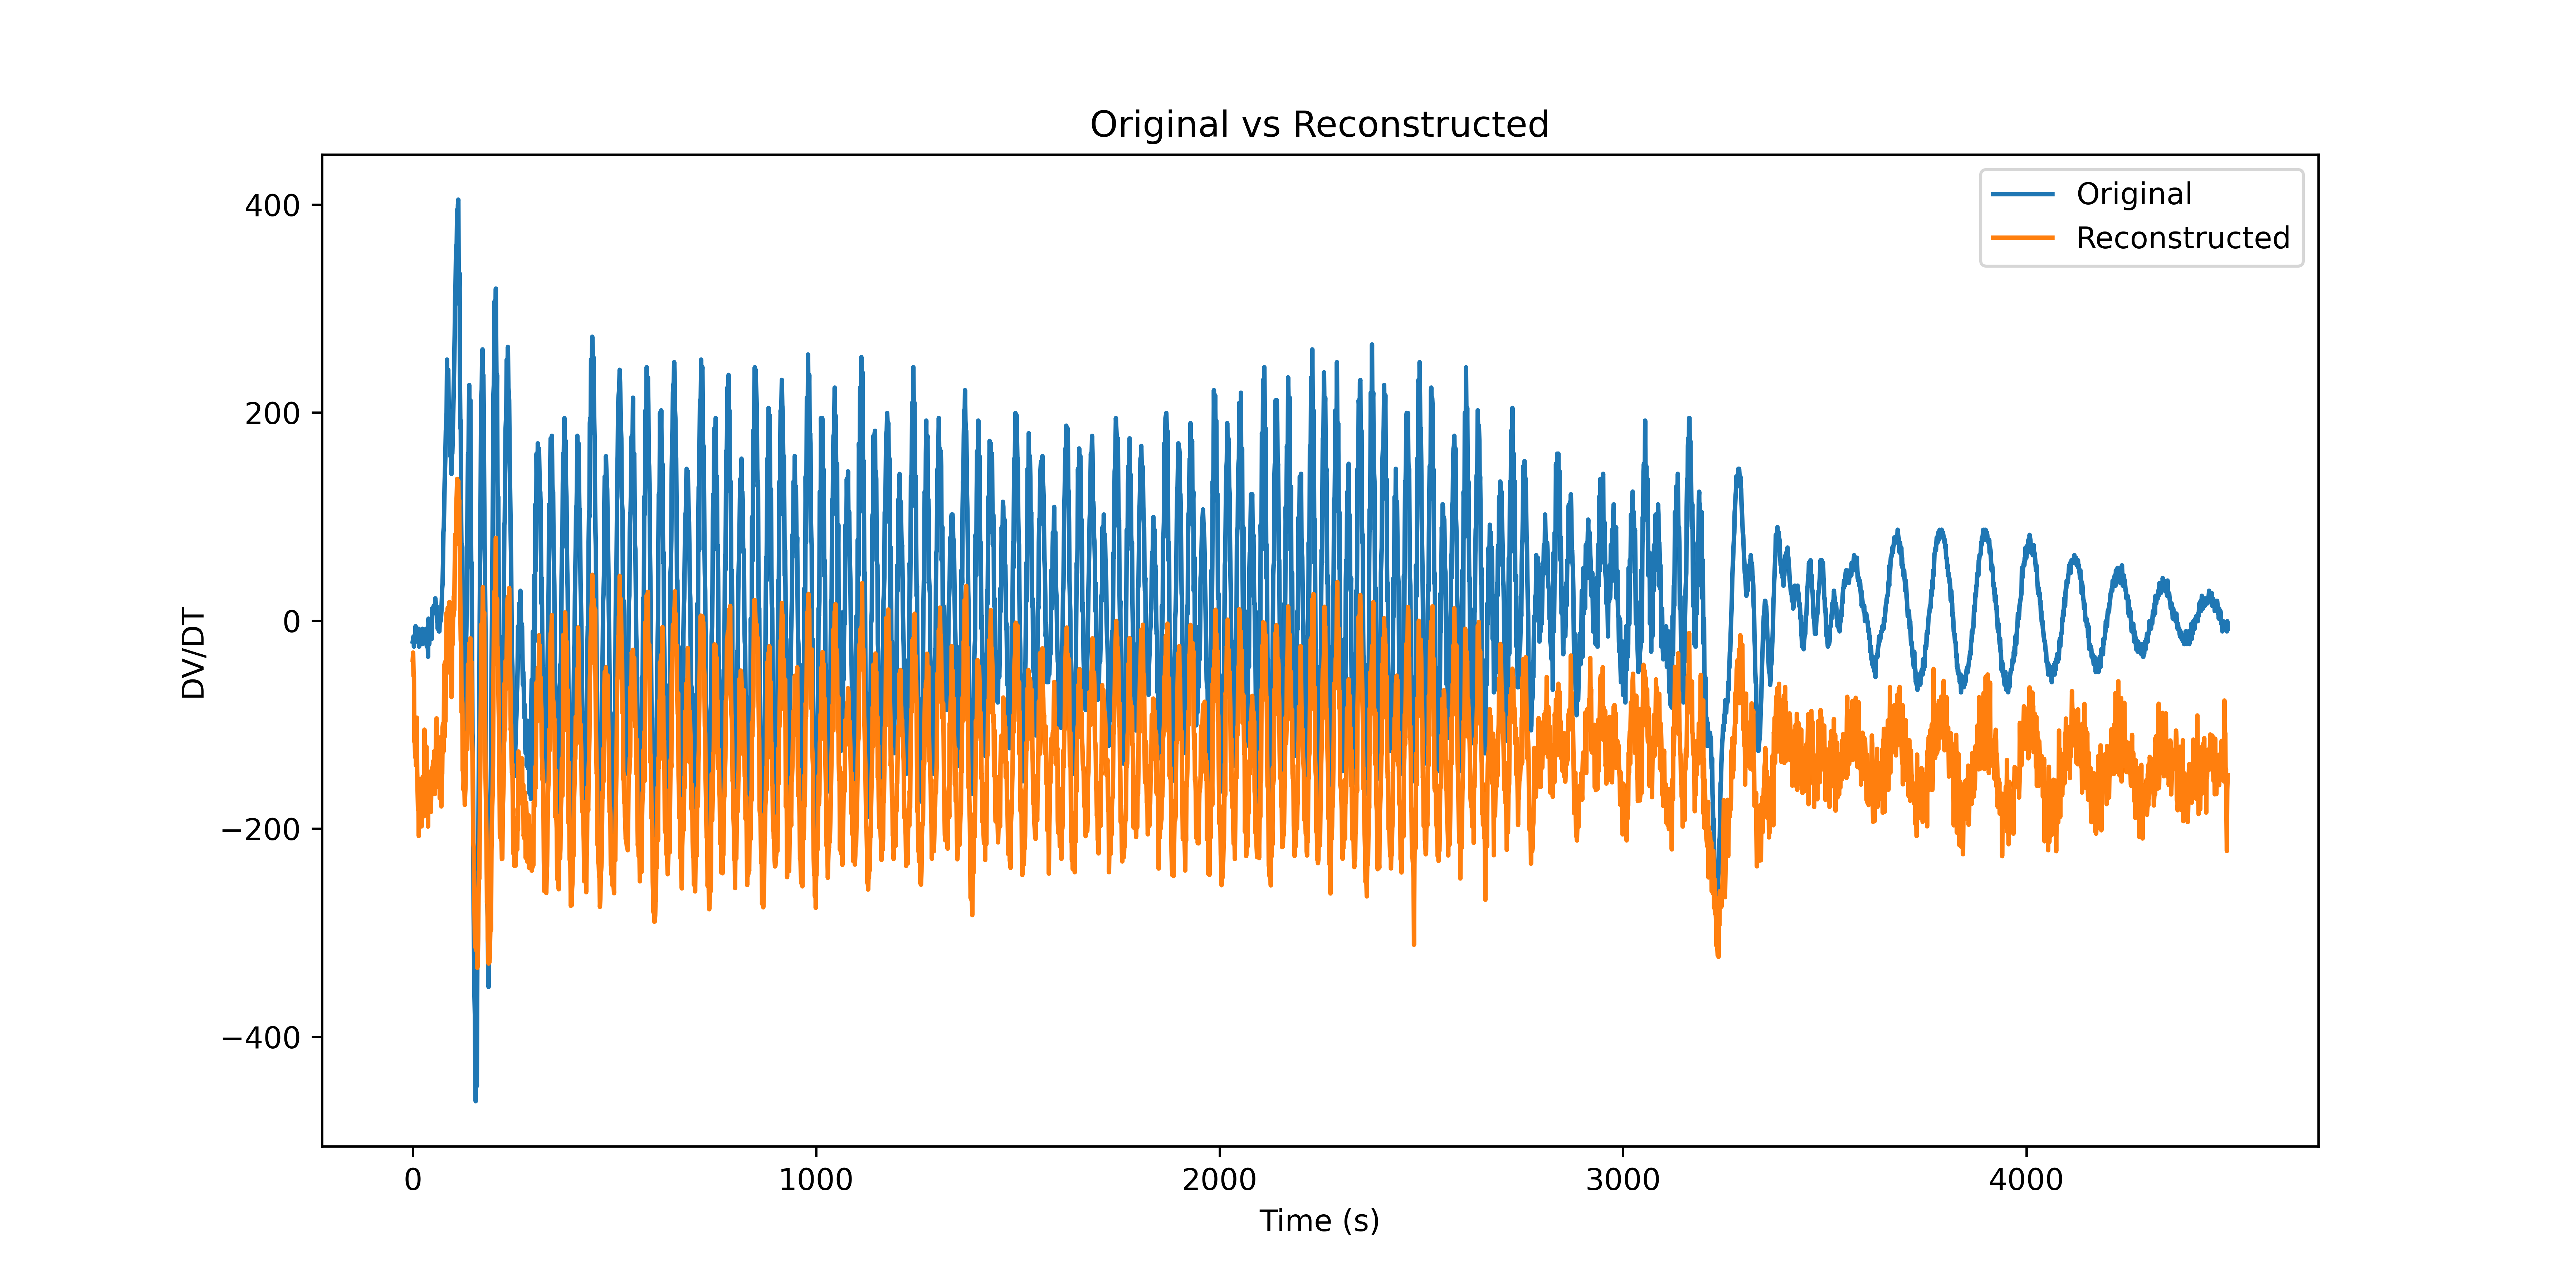 Original vs Reconstructed
Original
Reconstructed
400
200
0
−200
−400
DV/DT
0
1000
2000
3000
4000
Time (s)